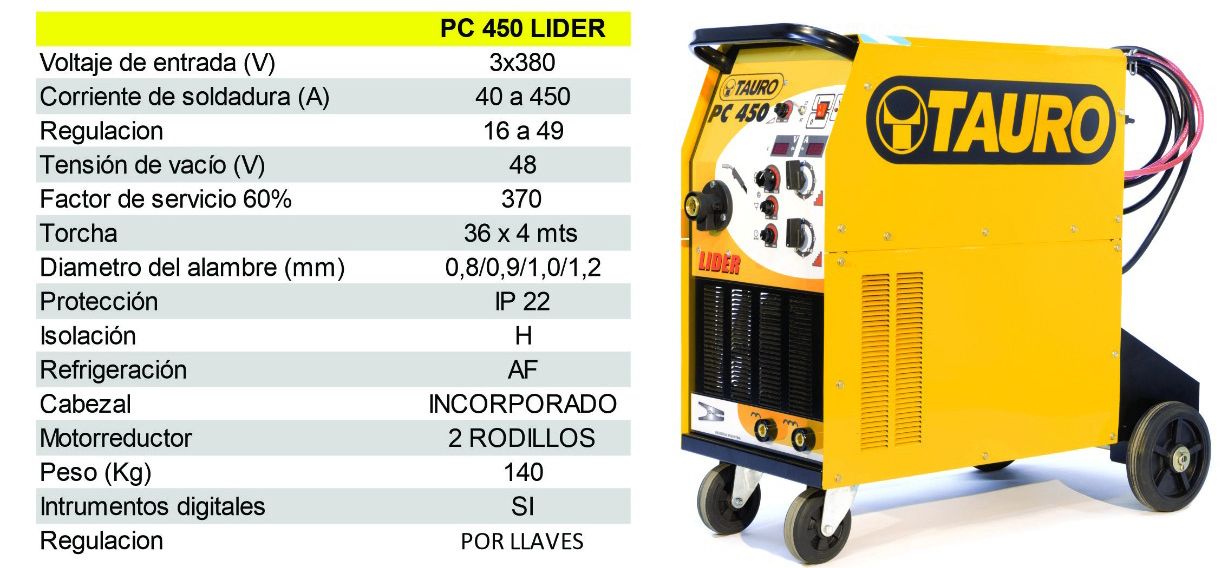 PC 450 LIDER
Voltaje de entrada (V) 3x380
Corriente de soldadura (A) 40 a 450
Regulacion 16 a 49
Tensión de vacío (V) 48
Factor de servicio 60% 370
Torcha 36 x 4 mts
Diametro del alambre (mm) 0,8/0,9/1,0/1,2
Protección IP 22
Isolación H
Refrigeración AF
Cabezal INCORPORADO
Motorreductor 2 RODILLOS
Peso (Kg) 140
Intrumentos digitales SI
Regulacion POR LLAVES
TAURO
PC 450
LIDER
TAURO